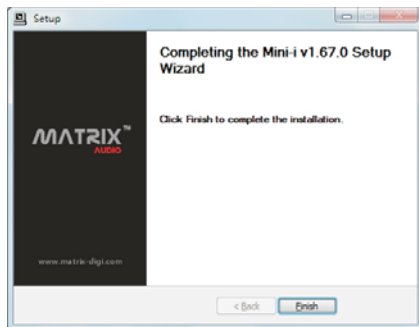 Setup
Completing the Mini-i v1.67.0 Setup
Wizard
Click Finish to complete the installation.
MATRIX™
AUDIO
www.matrix-digi.com
< Back
Finish